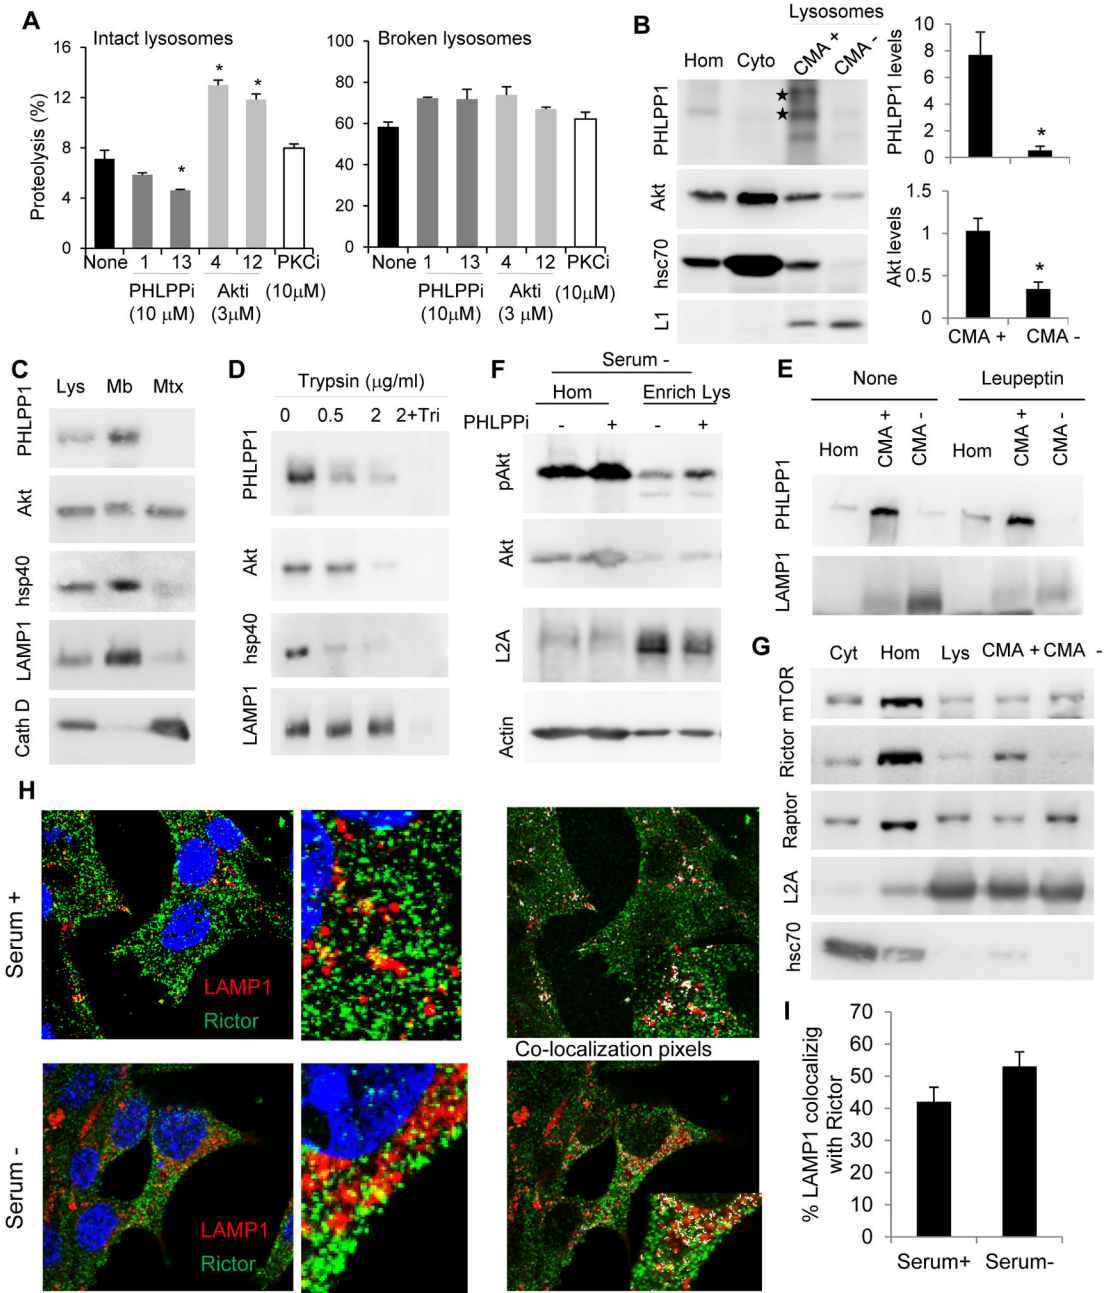 A
Intact lysosomes
Broken lysosomes
Proteolysis (%)
16
12
8
4
0
* * *
None 1 13 4 12 PKCi
PHLPPi Akti (10µM)
(10 µM) (3µM)
100
80
60
40
20
0
None 1 13 4 12 PKCi
PHLPPi Akti (10µM)
(10µM) (3 µM)
B
Lysosomes
Hom Cyto CMA + CMA -
PHLPP1
★
★
Akt
hsc70
L1
PHLPP1 levels
10
8
6
4
2
0
*
Akt levels
1.5
1
0.5
0
*
CMA + CMA -
C
Lys Mb Mtx
PHLPP1
Akt
hsp40
LAMP1
Cath D
D
Trypsin (µg/ml)
0 0.5 2 2+Tri
PHLPP1
Akt
hsp40
LAMP1
F
Serum -
Hom Enrich Lys
PHLPPi - + - +
pAkt
Akt
L2A
Actin
E
None Leupeptin
Hom CMA + CMA - Hom CMA + CMA -
PHLPP1
LAMP1
G
Cyt Hom Lys CMA + CMA -
mTOR
Rictor
Raptor
L2A
hsc70
H
Serum +
LAMP1
Rictor
Co-localization pixels
Serum -
LAMP1
Rictor
I
% LAMP1 colocalizig
with Rictor
70
60
50
40
30
20
10
0
Serum+ Serum-